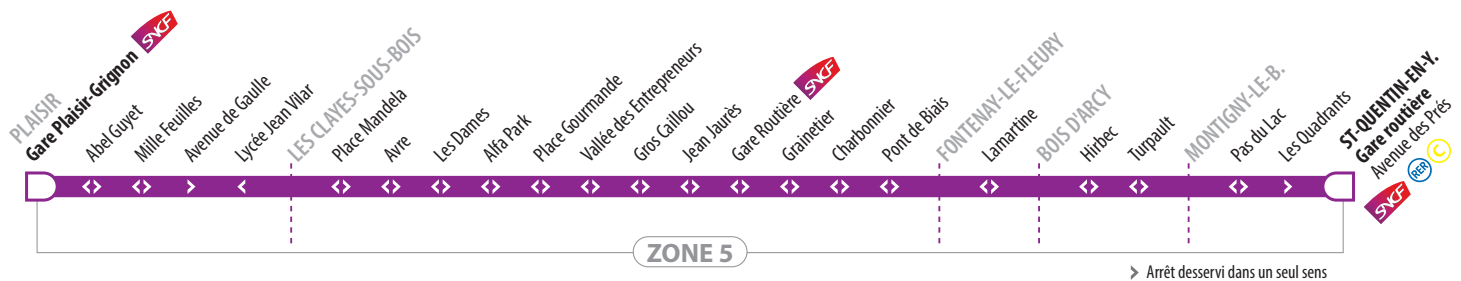 PLAISIR
Gare Plaisir-Grignon SNCF
Abel Guyet
Mille Feuilles
Avenue de Gaulle
Lycée Jean Vilar
LES CLAYES-SOUS-BOIS
Place Mandela
Avre
Les Dames
Alfa Park
Place Gourmande
Vallée des Entrepreneurs
Gros Caillou
Jean Jaurès
Gare Routière SNCF
Grainetier
Charbonnier
Pont de Biais
FONTENAY-LE-FLEURY
Lamartine
BOIS D'ARCY
Hirbec
Turpault
MONTIGNY-LE-B.
Pas du Lac
Les Quadrants
ST-QUENTIN-EN-Y.
Gare routière
Avenue des Prés
SNCF RER C
ZONE 5
> Arrêt desservi dans un seul sens